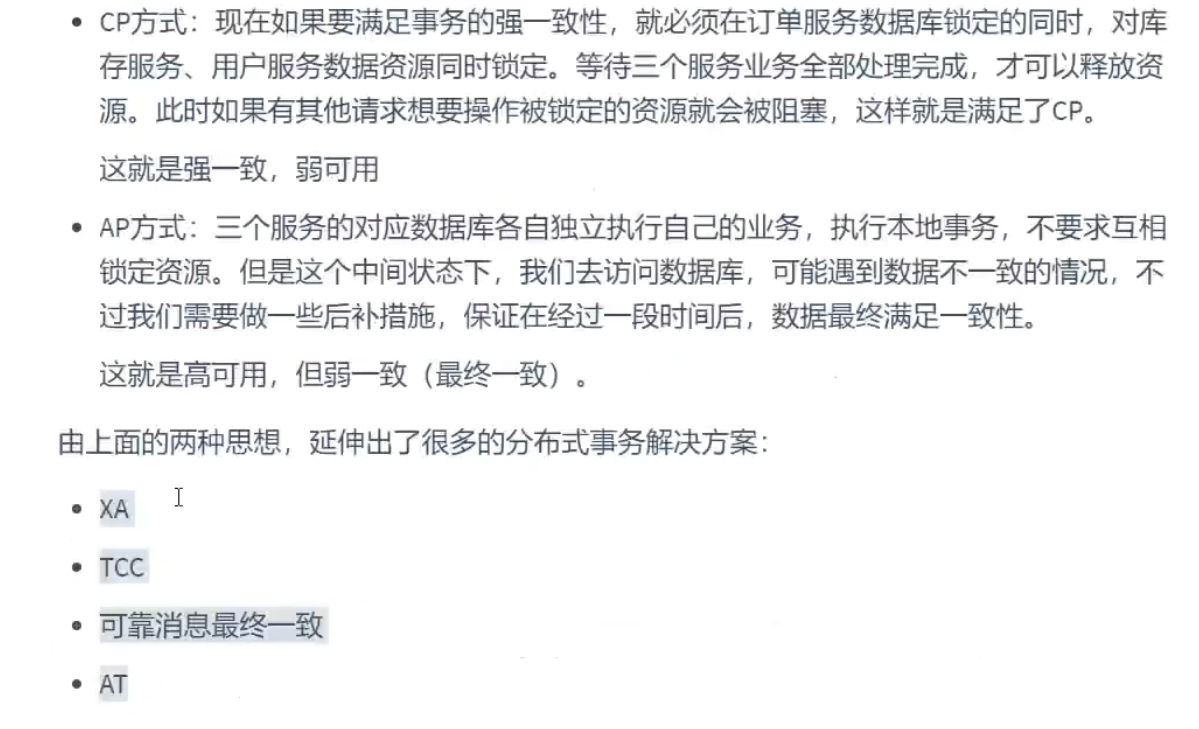 • CP方式：现在如果要满足事务的强一致性，就必须在订单服务数据库锁定的同时，对库
存服务、用户服务数据资源同时锁定。等待三个服务业务全部处理完成，才可以释放资
源。此时如果有其他请求想要操作被锁定的资源就会被阻塞，这样就是满足了CP。
这就是强一致，弱可用
• AP方式：三个服务的对应数据库各自独立执行自己的业务，执行本地事务，不要求互相
锁定资源。但是这个中间状态下，我们去访问数据库，可能遇到数据不一致的情况，不
过我们需要做一些后补措施，保证在经过一段时间后，数据最终满足一致性。
这就是高可用，但弱一致（最终一致）。
由上面的两种思想，延伸出了很多的分布式事务解决方案：
• XA
• TCC
• 可靠消息最终一致
• AT